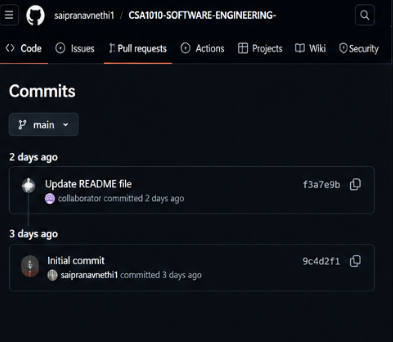 saipranavnethi1 / CSA1010-SOFTWARE-ENGINEERING-
Code Issues Pull requests Actions Projects Wiki Security
Commits
main
2 days ago
Update README file f3a7e9b
collaborator committed 2 days ago
3 days ago
Initial commit 9c4d2f1
saipranavnethi1 committed 3 days ago